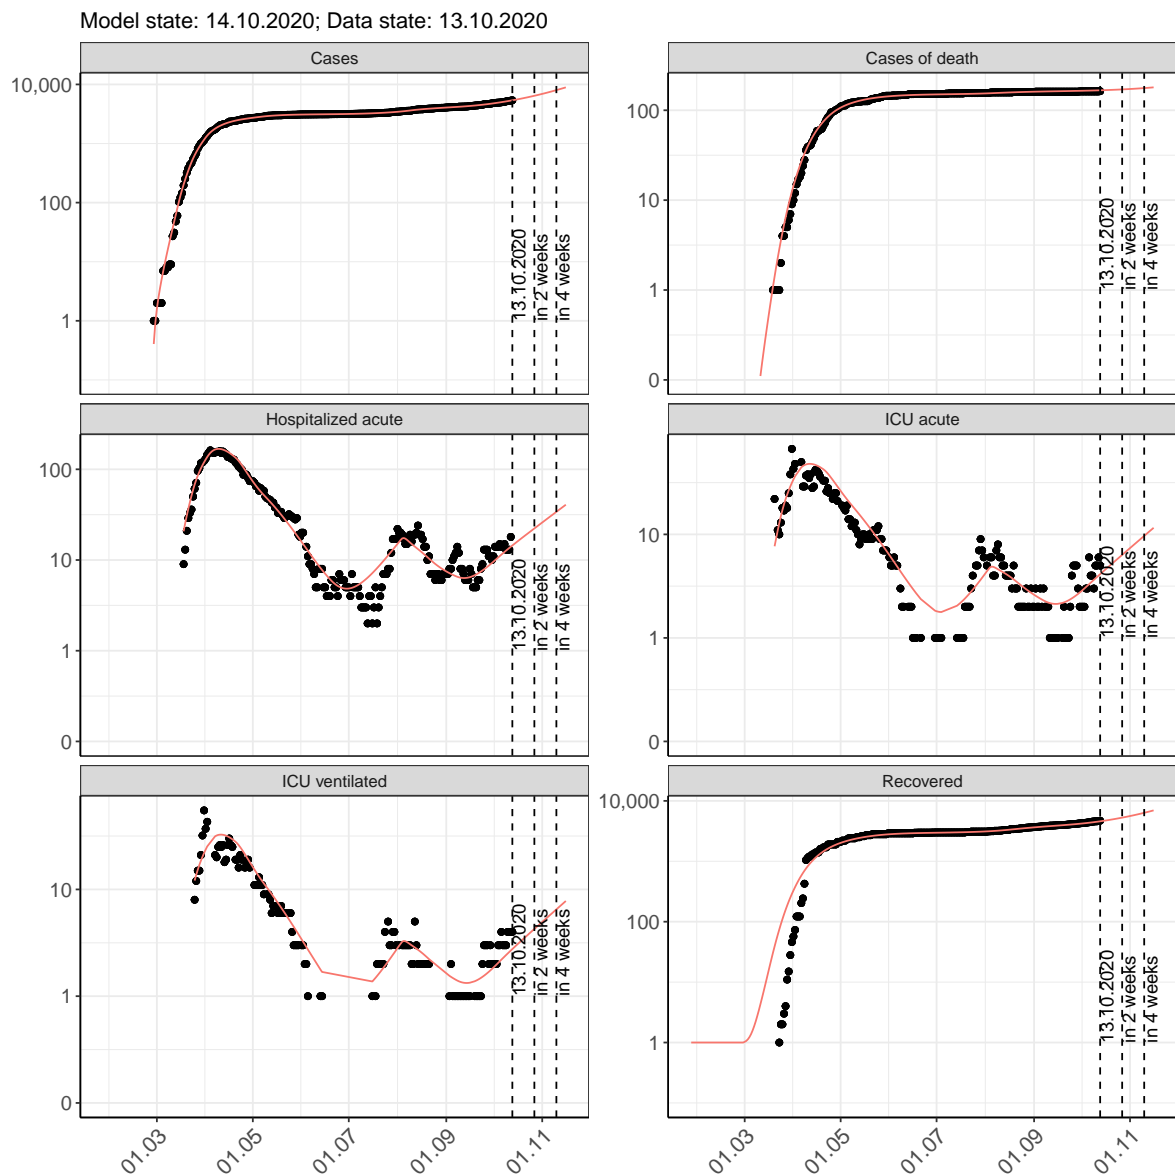 Model state: 14.10.2020; Data state: 13.10.2020
Cases
10,000
100
1
13.10.2020
in 2 weeks
in 4 weeks
Cases of death
100
10
1
0
13.10.2020
in 2 weeks
in 4 weeks
Hospitalized acute
100
10
1
0
13.10.2020
in 2 weeks
in 4 weeks
ICU acute
10
1
0
13.10.2020
in 2 weeks
in 4 weeks
ICU ventilated
10
1
0
13.10.2020
in 2 weeks
in 4 weeks
01.03
01.05
01.07
01.09
01.11
Recovered
10,000
100
1
13.10.2020
in 2 weeks
in 4 weeks
01.03
01.05
01.07
01.09
01.11